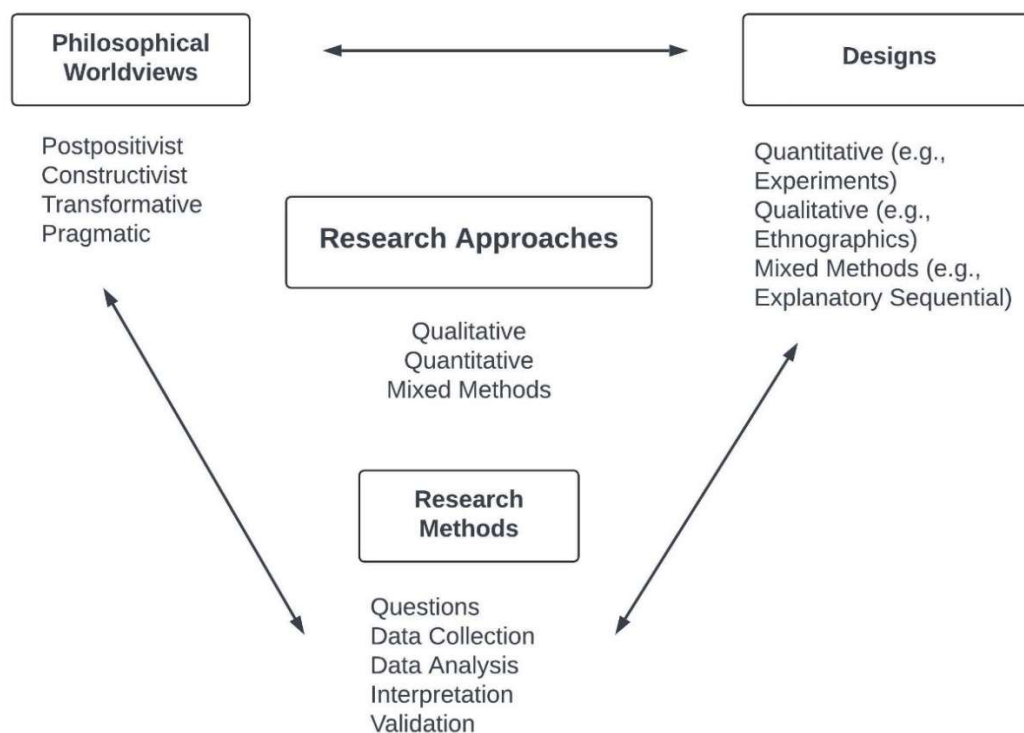 Philosophical
Worldviews
Designs
Postpositivist
Constructivist
Transformative
Pragmatic
Quantitative (e.g.,
Experiments)
Qualitative (e.g.,
Ethnographics)
Mixed Methods (e.g.,
Explanatory Sequential)
Research Approaches
Qualitative
Quantitative
Mixed Methods
Research
Methods
Questions
Data Collection
Data Analysis
Interpretation
Validation